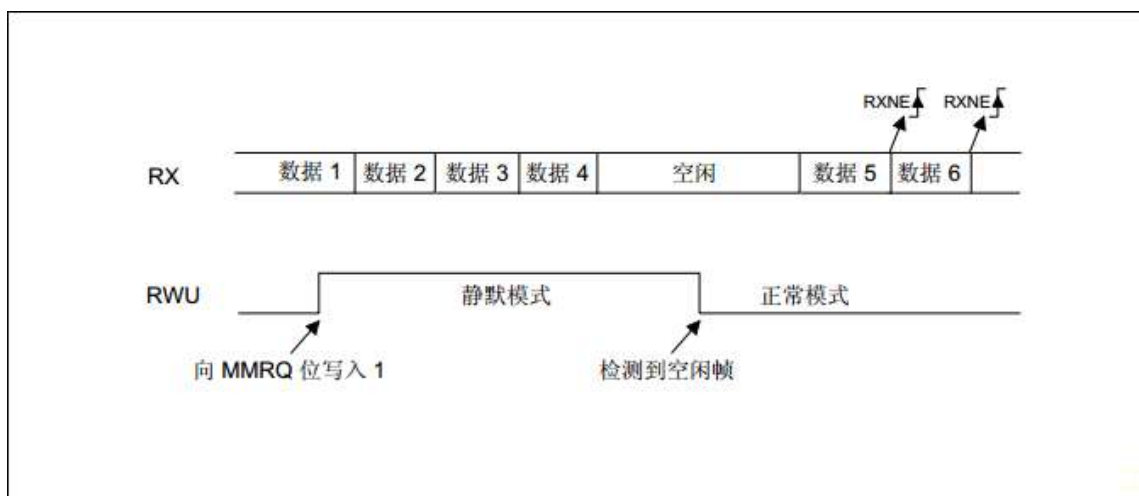 RXNE RXNE
RX 数据 1 数据 2 数据 3 数据 4 空闲 数据 5 数据 6
RWU 静默模式 正常模式
向 MMRQ 位写入 1 检测到空闲帧